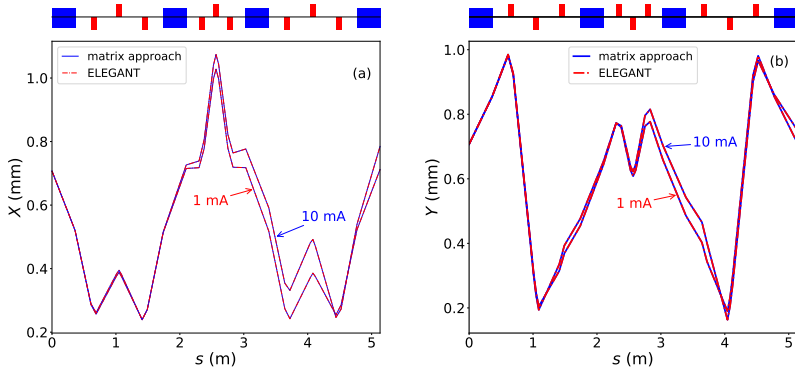 matrix approach
ELEGANT
(a)
1 mA
10 mA
X (mm)
1.0
0.8
0.6
0.4
0.2
0 1 2 3 4 5
s (m)
matrix approach
ELEGANT
(b)
10 mA
1 mA
Y (mm)
1.0
0.8
0.6
0.4
0.2
0 1 2 3 4 5
s (m)